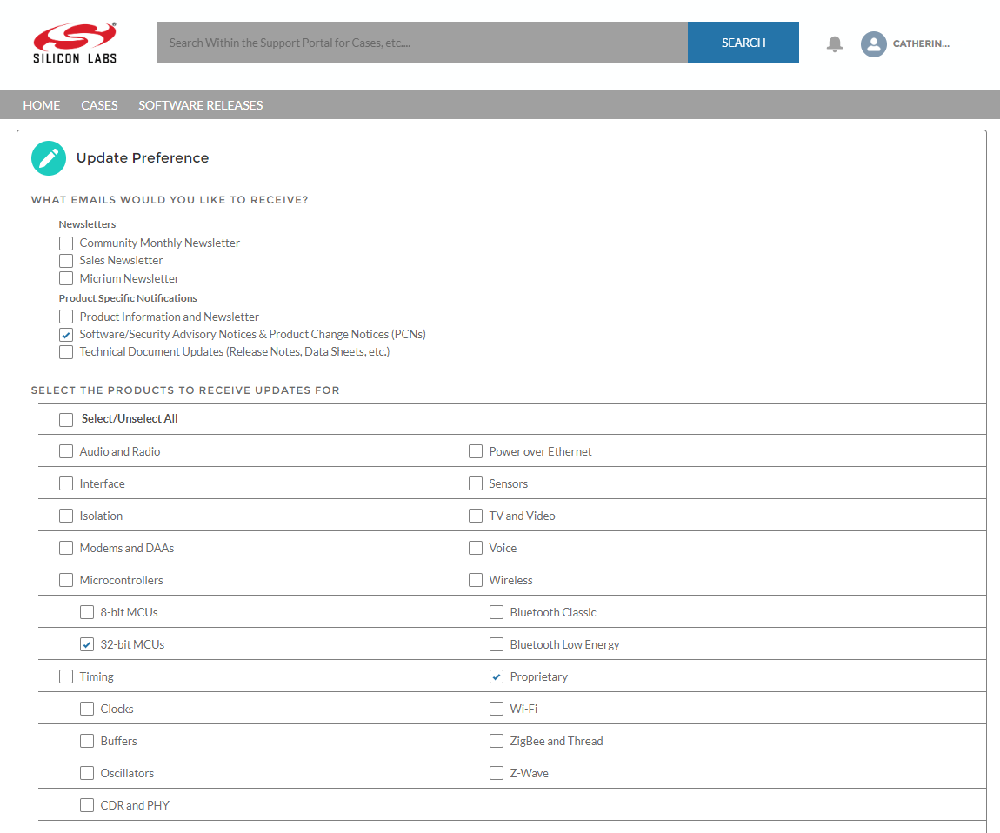 SILICON LABS
Search Within the Support Portal for Cases, etc....
SEARCH
CATHERIN...
HOME CASES SOFTWARE RELEASES
Update Preference
WHAT EMAILS WOULD YOU LIKE TO RECEIVE?
Newsletters
Community Monthly Newsletter
Sales Newsletter
Micrium Newsletter
Product Specific Notifications
Product Information and Newsletter
Software/Security Advisory Notices & Product Change Notices (PCNs)
Technical Document Updates (Release Notes, Data Sheets, etc.)
SELECT THE PRODUCTS TO RECEIVE UPDATES FOR
Select/Unselect All
Audio and Radio Power over Ethernet
Interface Sensors
Isolation TV and Video
Modems and DAAs Voice
Microcontrollers Wireless
8-bit MCUs Bluetooth Classic
32-bit MCUs Bluetooth Low Energy
Timing Proprietary
Clocks Wi-Fi
Buffers ZigBee and Thread
Oscillators Z-Wave
CDR and PHY